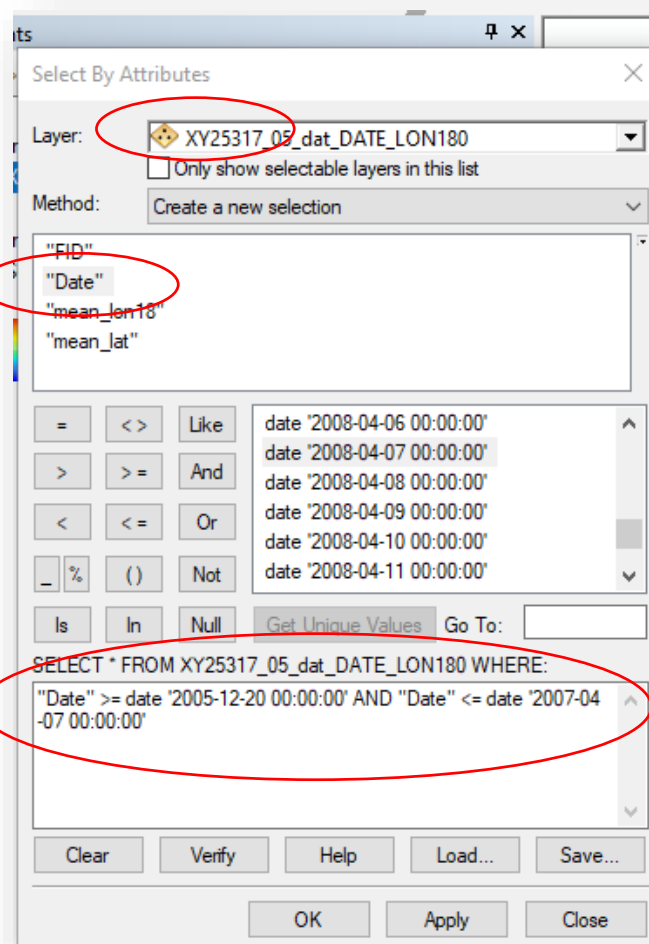 nts
Select By Attributes
Layer: XY25317_05_dat_DATE_LON180
Only show selectable layers in this list
Method: Create a new selection
"FID"
"Date"
"mean_lon18"
"mean_lat"
= < > Like
> > = And
< < = Or
_ % ( ) Not
Is In Null
date '2008-04-06 00:00:00'
date '2008-04-07 00:00:00'
date '2008-04-08 00:00:00'
date '2008-04-09 00:00:00'
date '2008-04-10 00:00:00'
date '2008-04-11 00:00:00'
Get Unique Values Go To:
SELECT * FROM XY25317_05_dat_DATE_LON180 WHERE:
"Date" >= date '2005-12-20 00:00:00' AND "Date" <= date '2007-04
-07 00:00:00'
Clear Verify Help Load... Save...
OK Apply Close